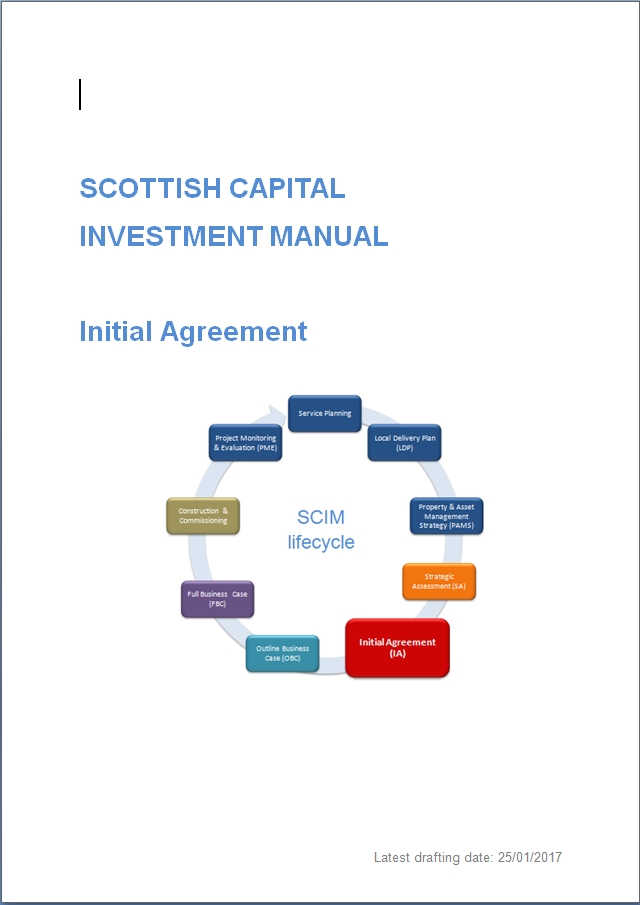 SCOTTISH CAPITAL
INVESTMENT MANUAL
Initial Agreement
Service Planning
Local Delivery Plan
(LDP)
Property & Asset
Management
Strategy (PAMS)
Strategic
Assessment (SA)
Initial Agreement
(IA)
Outline Business
Case (OBC)
Full Business Case
(FBC)
Construction &
Commissioning
Project Monitoring
& Evaluation (PME)
SCIM
lifecycle
Latest drafting date: 25/01/2017